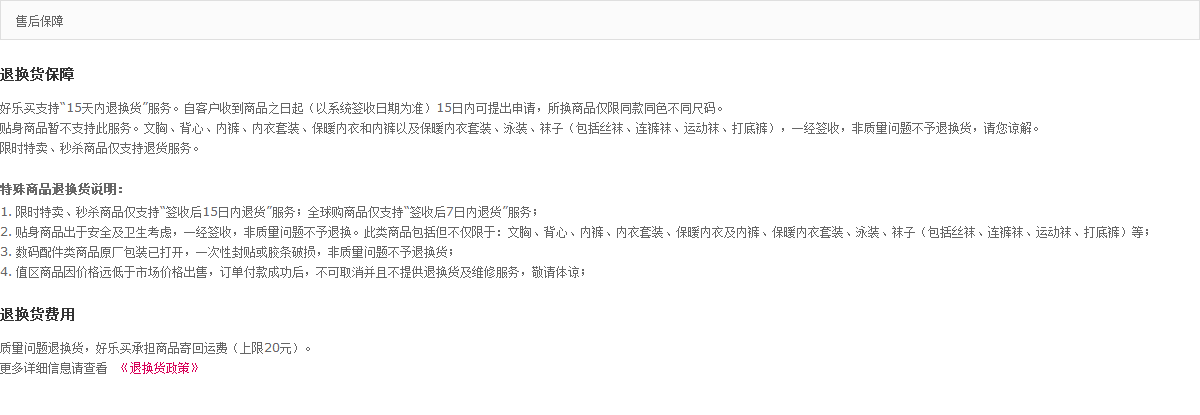 售后保障
退换货保障
好乐买支持“15天内退换货”服务。自客户收到商品之日起（以系统签收日期为准）15日内可提出申请，所换商品仅限同款同色不同尺码。
贴身商品暂不支持此服务。文胸、背心、内裤、内衣套装、保暖内衣和内裤以及保暖内衣套装、泳装、袜子（包括丝袜、连裤袜、运动袜、打底裤），一经签收，非质量问题不予退换货，请您谅解。
限时特卖、秒杀商品仅支持退货服务。
特殊商品退换货说明：
1. 限时特卖、秒杀商品仅支持“签收后15日内退货”服务；全球购商品仅支持“签收后7日内退货”服务；
2. 贴身商品出于安全及卫生考虑，一经签收，非质量问题不予退换。此类商品包括但不仅限于：文胸、背心、内裤、内衣套装、保暖内衣及内裤、保暖内衣套装、泳装、袜子（包括丝袜、连裤袜、运动袜、打底裤）等；
3. 数码配件类商品原厂包装已打开，一次性封贴或胶条破损，非质量问题不予退换货；
4. 值区商品因价格远低于市场价格出售，订单付款成功后，不可取消并且不提供退换货及维修服务，敬请体谅；
退换货费用
质量问题退换货，好乐买承担商品寄回运费（上限20元）。
更多详细信息请查看 《退换货政策》